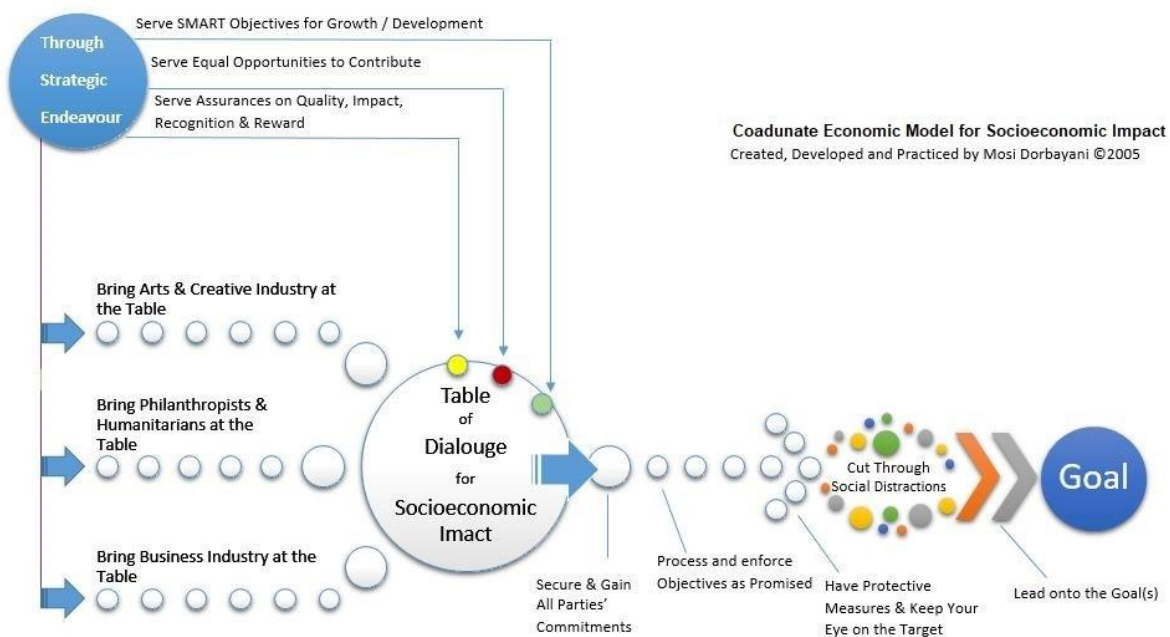 Through
Strategic
Endeavour
Serve SMART Objectives for Growth / Development
Serve Equal Opportunities to Contribute
Serve Assurances on Quality, Impact,
Recognition & Reward
Coadunate Economic Model for Socioeconomic Impact
Created, Developed and Practiced by Mosi Dorbayani ©2005
Bring Arts & Creative Industry at
the Table
Bring Philanthropists &
Humanitarians at the
Table
Bring Business Industry at the
Table
Table
of
Dialouge
for
Socioeconomic
Imact
Secure & Gain
All Parties’
Commitments
Process and enforce
Objectives as Promised
Have Protective
Measures & Keep Your
Eye on the Target
Cut Through
Social Distractions
Lead onto the Goal(s)
Goal